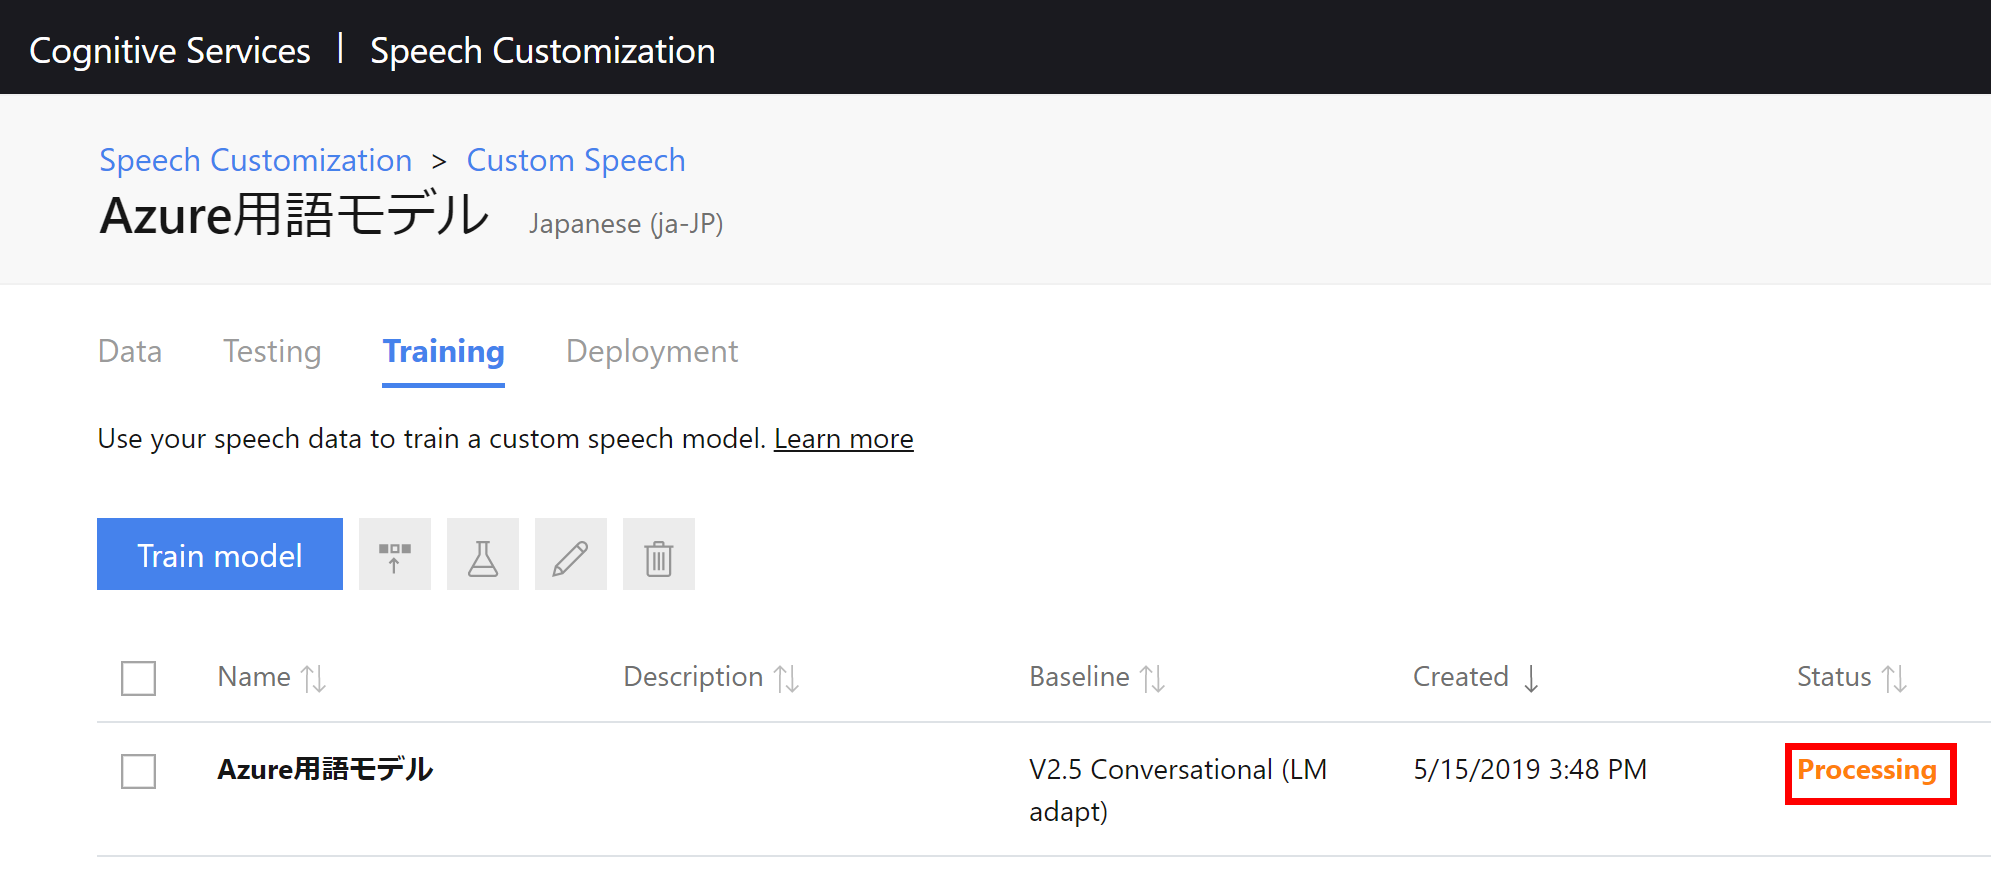 Cognitive Services | Speech Customization
Speech Customization > Custom Speech
Azure用語モデル Japanese (ja-JP)
Data Testing Training Deployment
Use your speech data to train a custom speech model. Learn more
Train model
Name Description Baseline Created Status
Azure用語モデル V2.5 Conversational (LM adapt) 5/15/2019 3:48 PM Processing